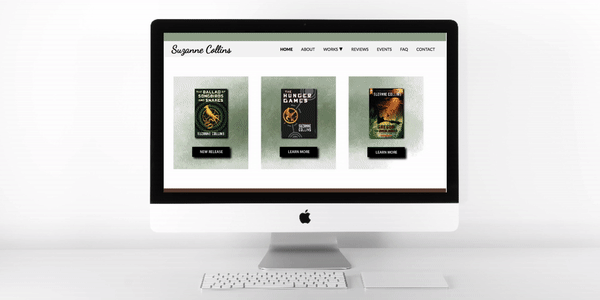 Suzanne Collins
HOME ABOUT WORKS ▼ REVIEWS EVENTS FAQ CONTACT
THE BALLAD OF
SONGBIRDS
AND SNAKES
SUZANNE COLLINS
NEW RELEASE
THE
HUNGER
GAMES
SUZANNE
COLLINS
LEARN MORE
SUZANNE COLLINS
GREGOR
LEARN MORE